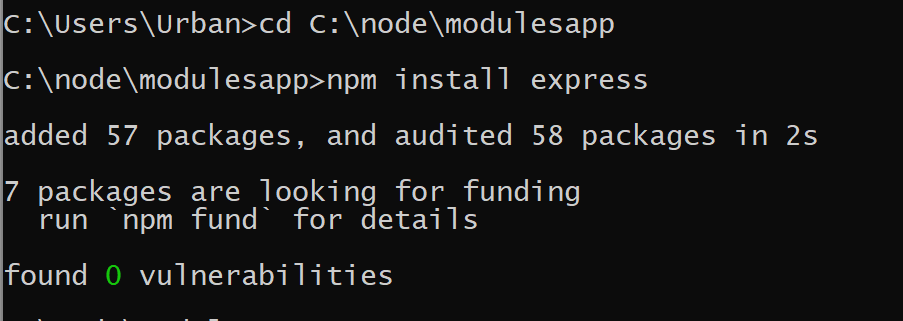 C:\Users\Urban>cd C:\node\modulesapp
C:\node\modulesapp>npm install express
added 57 packages, and audited 58 packages in 2s
7 packages are looking for funding
  run `npm fund` for details
found 0 vulnerabilities